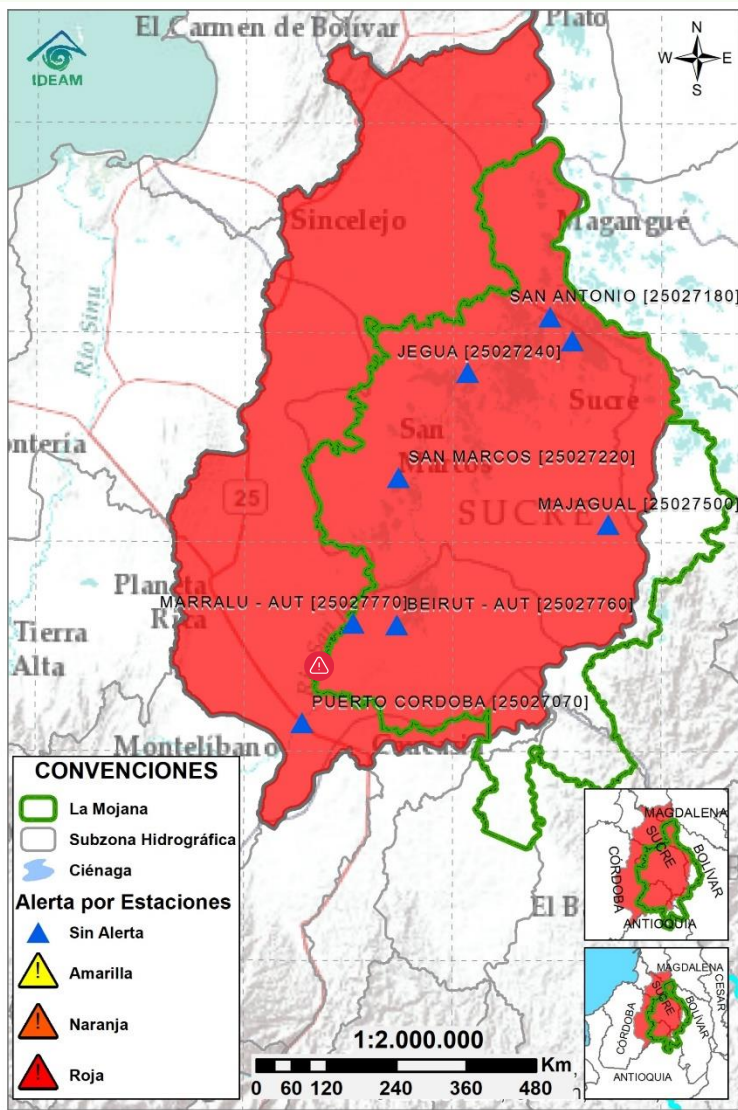 El Carmen de Bolívar
Plato
IDEAM
N
W E
S
Sincelejo
Magangué
Río Sinu
SAN ANTONIO [25027180]
JEGUA [25027240]
Sucre
ontería
San
Marcos
SAN MARCOS [25027220]
25
SUCRE
MAJAGUAL [25027500]
Planeta
Rica
MARRALU - AUT [25027770]
BEIRUT - AUT [25027760]
Tierra
Alta
Río San
PUERTO CORDOBA [25027070]
Montelíbano
El B
CONVENCIONES
La Mojana
Subzona Hidrográfica
Ciénaga
Alerta por Estaciones
Sin Alerta
Amarilla
Naranja
Roja
1:2.000.000
Km
0 60 120 240 360 480
MAGDALENA
SUCRE
BOLÍVAR
CÓRDOBA
ANTIOQUIA
MAGDALENA
CESAR
SUCRE
BOLÍVAR
CÓRDOBA
ANTIOQUIA